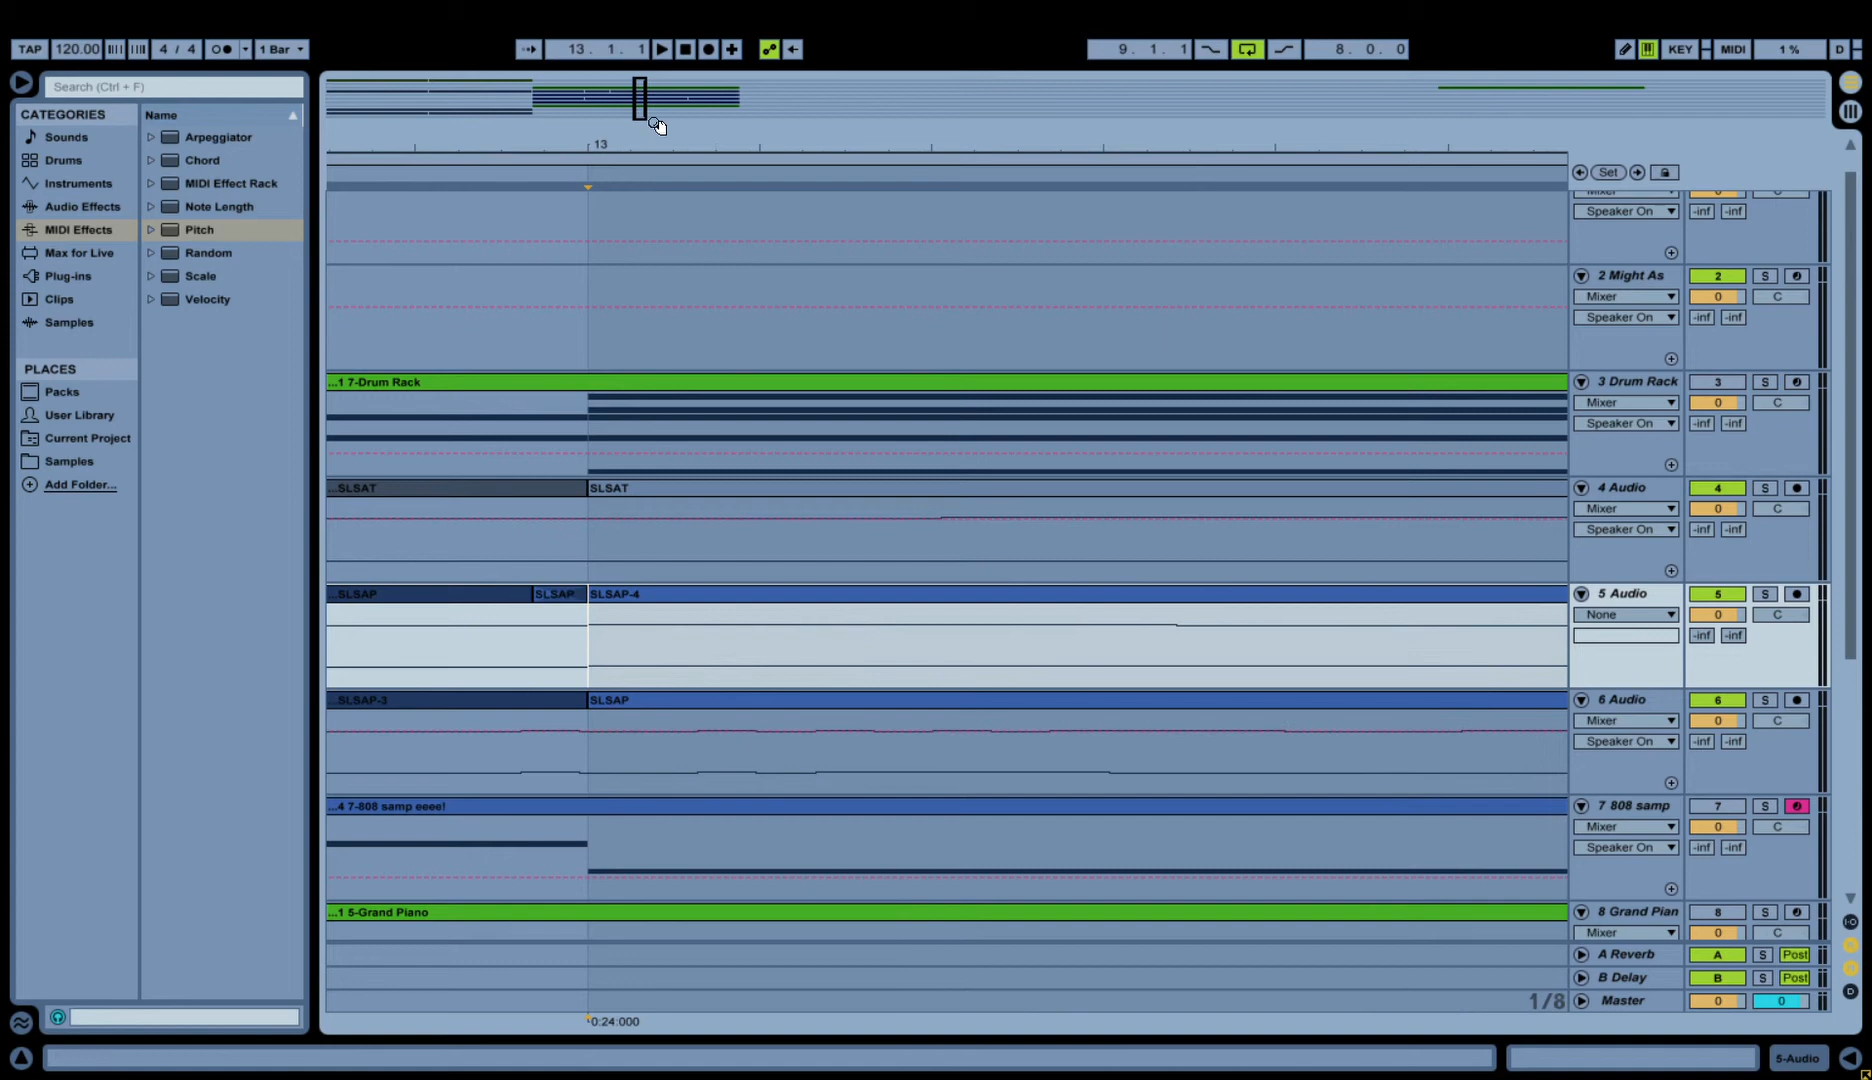 TAP 120.00 4 / 4 1 Bar 13. 1. 1 9. 1. 1 8. 0. 0 KEY MIDI 1 % D
Search (Ctrl + F)
CATEGORIES
Sounds
Drums
Instruments
Audio Effects
MIDI Effects
Max for Live
Plug-ins
Clips
Samples
PLACES
Packs
User Library
Current Project
Samples
Add Folder...
Name
Arpeggiator
Chord
MIDI Effect Rack
Note Length
Pitch
Random
Scale
Velocity
13
Set
Speaker On -inf -inf
2 Might As 2 S
Mixer 0 C
Speaker On -inf -inf
...1 7-Drum Rack
3 Drum Rack 3 S
Mixer 0 C
Speaker On -inf -inf
...SLSAT SLSAT
4 Audio 4 S
Mixer 0 C
Speaker On -inf -inf
...SLSAP SLSAP SLSAP-4
5 Audio 5 S
None 0 C
-inf -inf
...SLSAP-3 SLSAP
6 Audio 6 S
Mixer 0 C
Speaker On -inf -inf
...4 7-808 samp eeee!
7 808 samp 7 S
Mixer 0 C
Speaker On -inf -inf
...1 5-Grand Piano
8 Grand Pian 8 S
Mixer 0 C
A Reverb A S Post
B Delay B S Post
1/8 Master 0 0
0:24:000
5-Audio